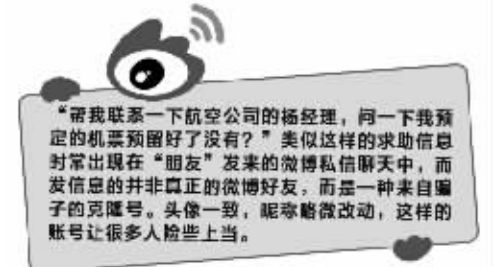 “帮我联系一下航空公司的杨经理，问一下我预
定的机票预留好了没有？”类似这样的求助信息
时常出现在“朋友”发来的微博私信聊天中，而
发信息的并非真正的微博好友，而是一种来自骗
子的克隆号。头像一致，昵称略微改动，这样的
账号让很多人险些上当。